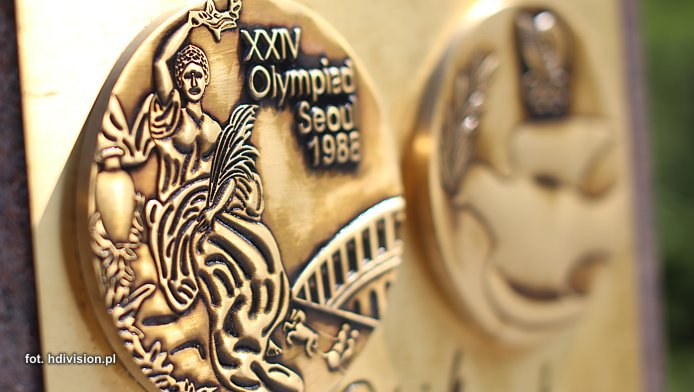 XXIV
Olympiad
Seoul
1988
fot. hdivision.pl